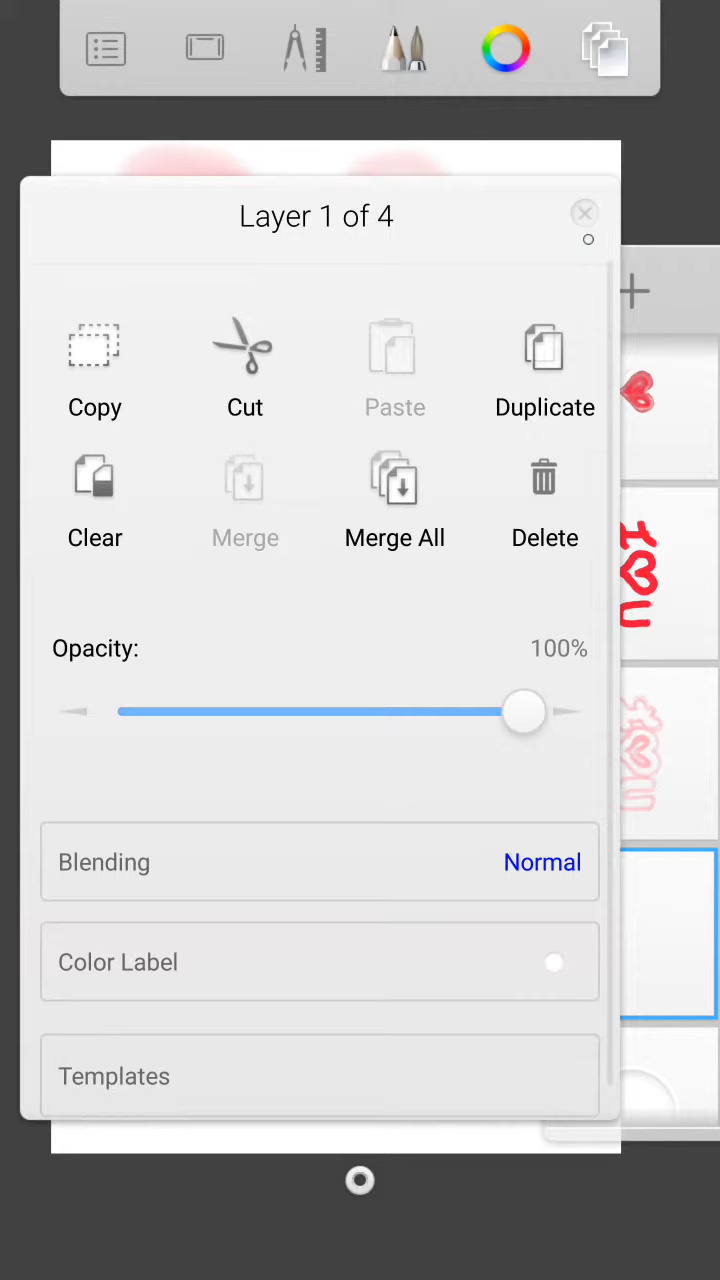 Layer 1 of 4
Copy Cut Paste Duplicate
Clear Merge Merge All Delete
Opacity: 100%
Blending Normal
Color Label
Templates
I♡U
I♡U